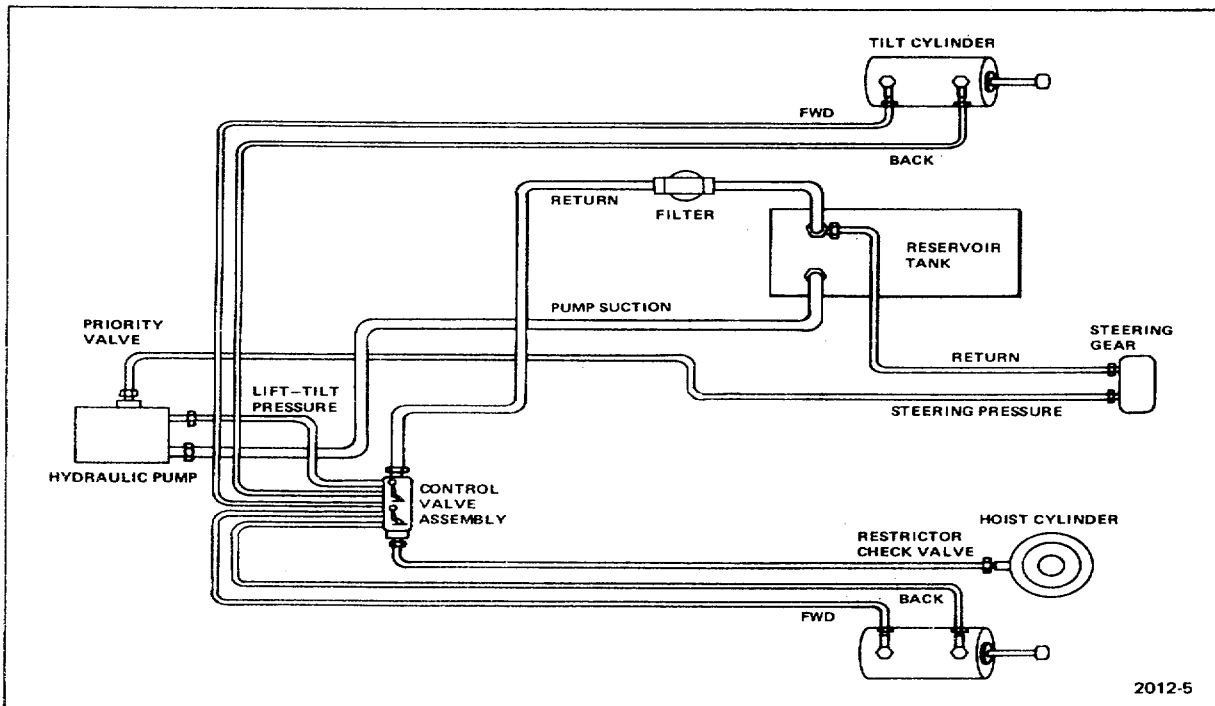 TILT CYLINDER
FWD
BACK
RETURN
FILTER
RESERVOIR
TANK
PUMP SUCTION
PRIORITY
VALVE
STEERING
GEAR
RETURN
LIFT-TILT
PRESSURE
STEERING PRESSURE
HYDRAULIC PUMP
CONTROL
VALVE
ASSEMBLY
HOIST CYLINDER
RESTRICTOR
CHECK VALVE
BACK
FWD
2012-5